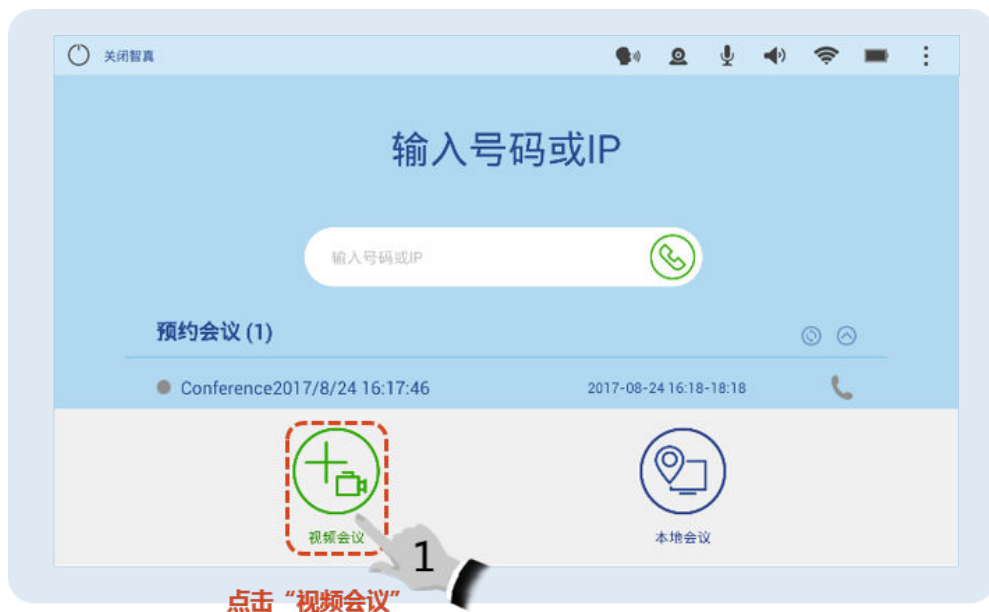 关闭智真
输入号码或IP
输入号码或IP
预约会议 (1)
Conference2017/8/24 16:17:46 2017-08-24 16:18-18:18
视频会议 本地会议
1
点击“视频会议”